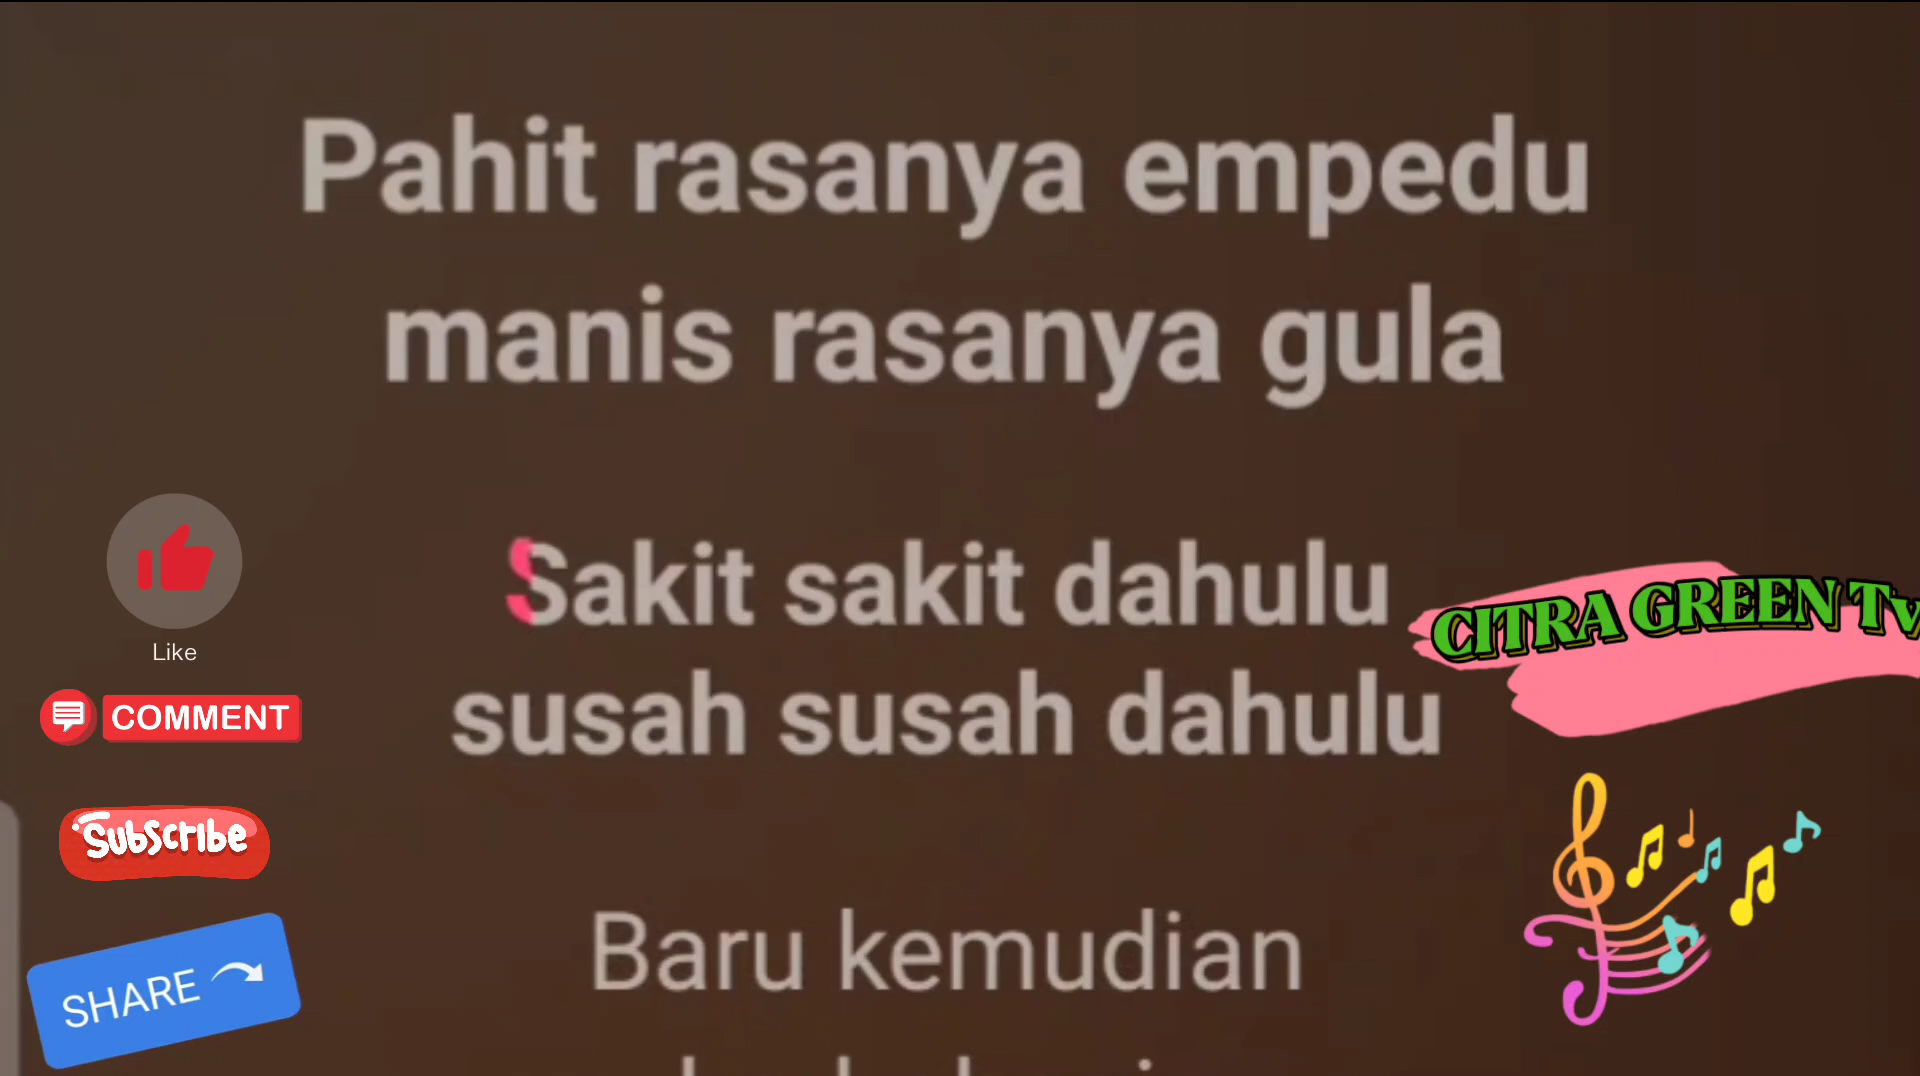 Pahit rasanya empedu
manis rasanya gula
Sakit sakit dahulu
susah susah dahulu
Baru kemudian
Like
COMMENT
Subscribe
SHARE
CITRA GREEN Tv